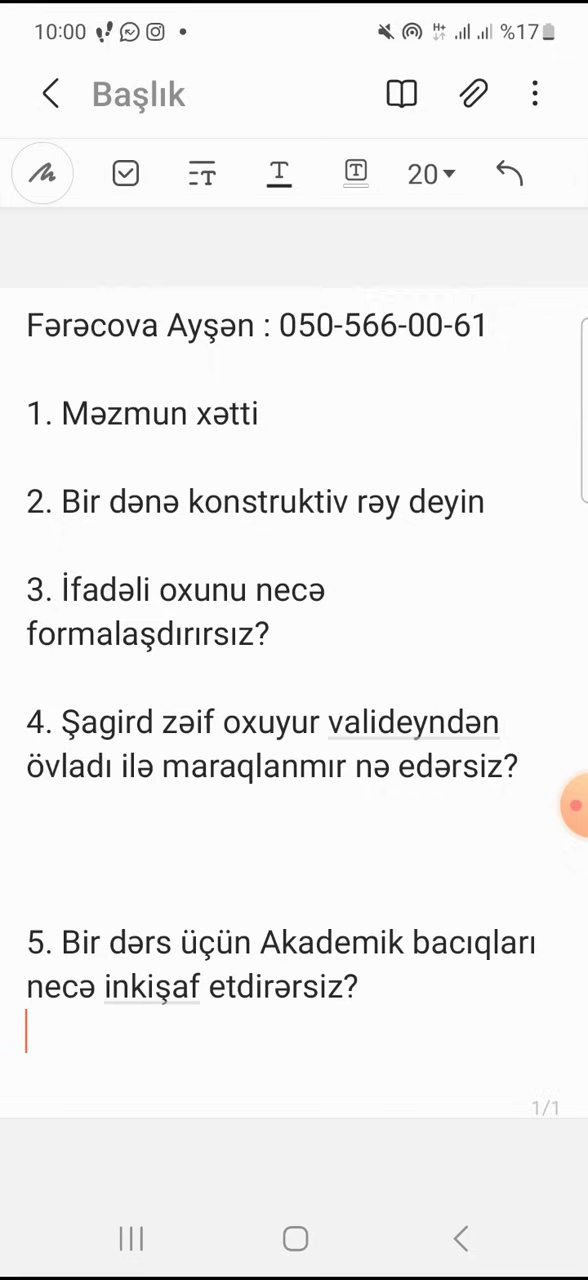 10:00 H+ %17
Başlık
T T T 20
Fərəcova Ayşən : 050-566-00-61
1. Məzmun xətti
2. Bir dənə konstruktiv rəy deyin
3. İfadəli oxunu necə
formalaşdırırsız?
4. Şagird zəif oxuyur valideyndən
övladı ilə maraqlanmır nə edərsiz?
5. Bir dərs üçün Akademik bacıqları
necə inkişaf etdirərsiz?
1/1